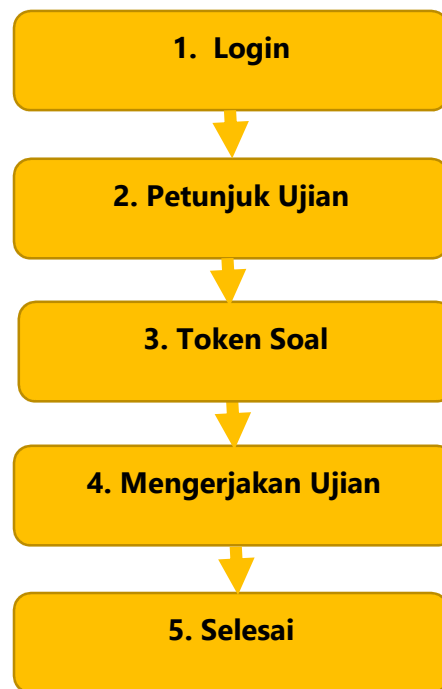 1. Login
2. Petunjuk Ujian
3. Token Soal
4. Mengerjakan Ujian
5. Selesai